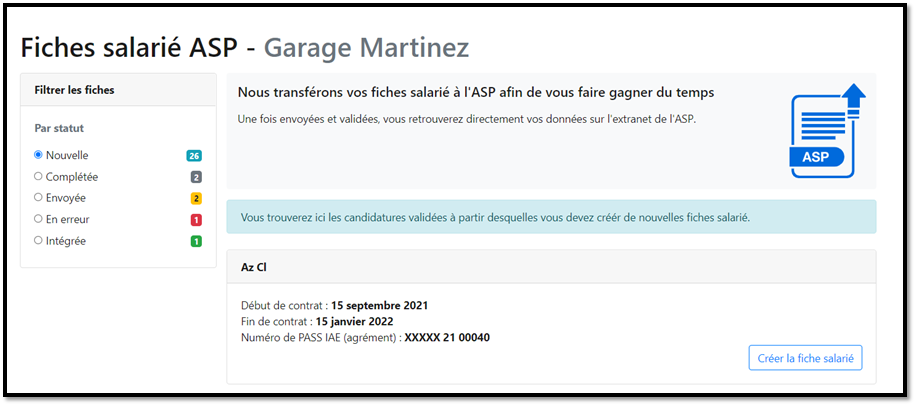 Fiches salarié ASP - Garage Martinez
Filtrer les fiches
Par statut
Nouvelle 26
Complétée 2
Envoyée 2
En erreur 1
Intégrée 1
Nous transférons vos fiches salarié à l'ASP afin de vous faire gagner du temps
Une fois envoyées et validées, vous retrouverez directement vos données sur l'extranet de l'ASP.
ASP
Vous trouverez ici les candidatures validées à partir desquelles vous devez créér de nouvelles fiches salarié.
Az Cl
Début de contrat : 15 septembre 2021
Fin de contrat : 15 janvier 2022
Numéro de PASS IAE (agrément) : XXXXX 21 00040
Créer la fiche salarié